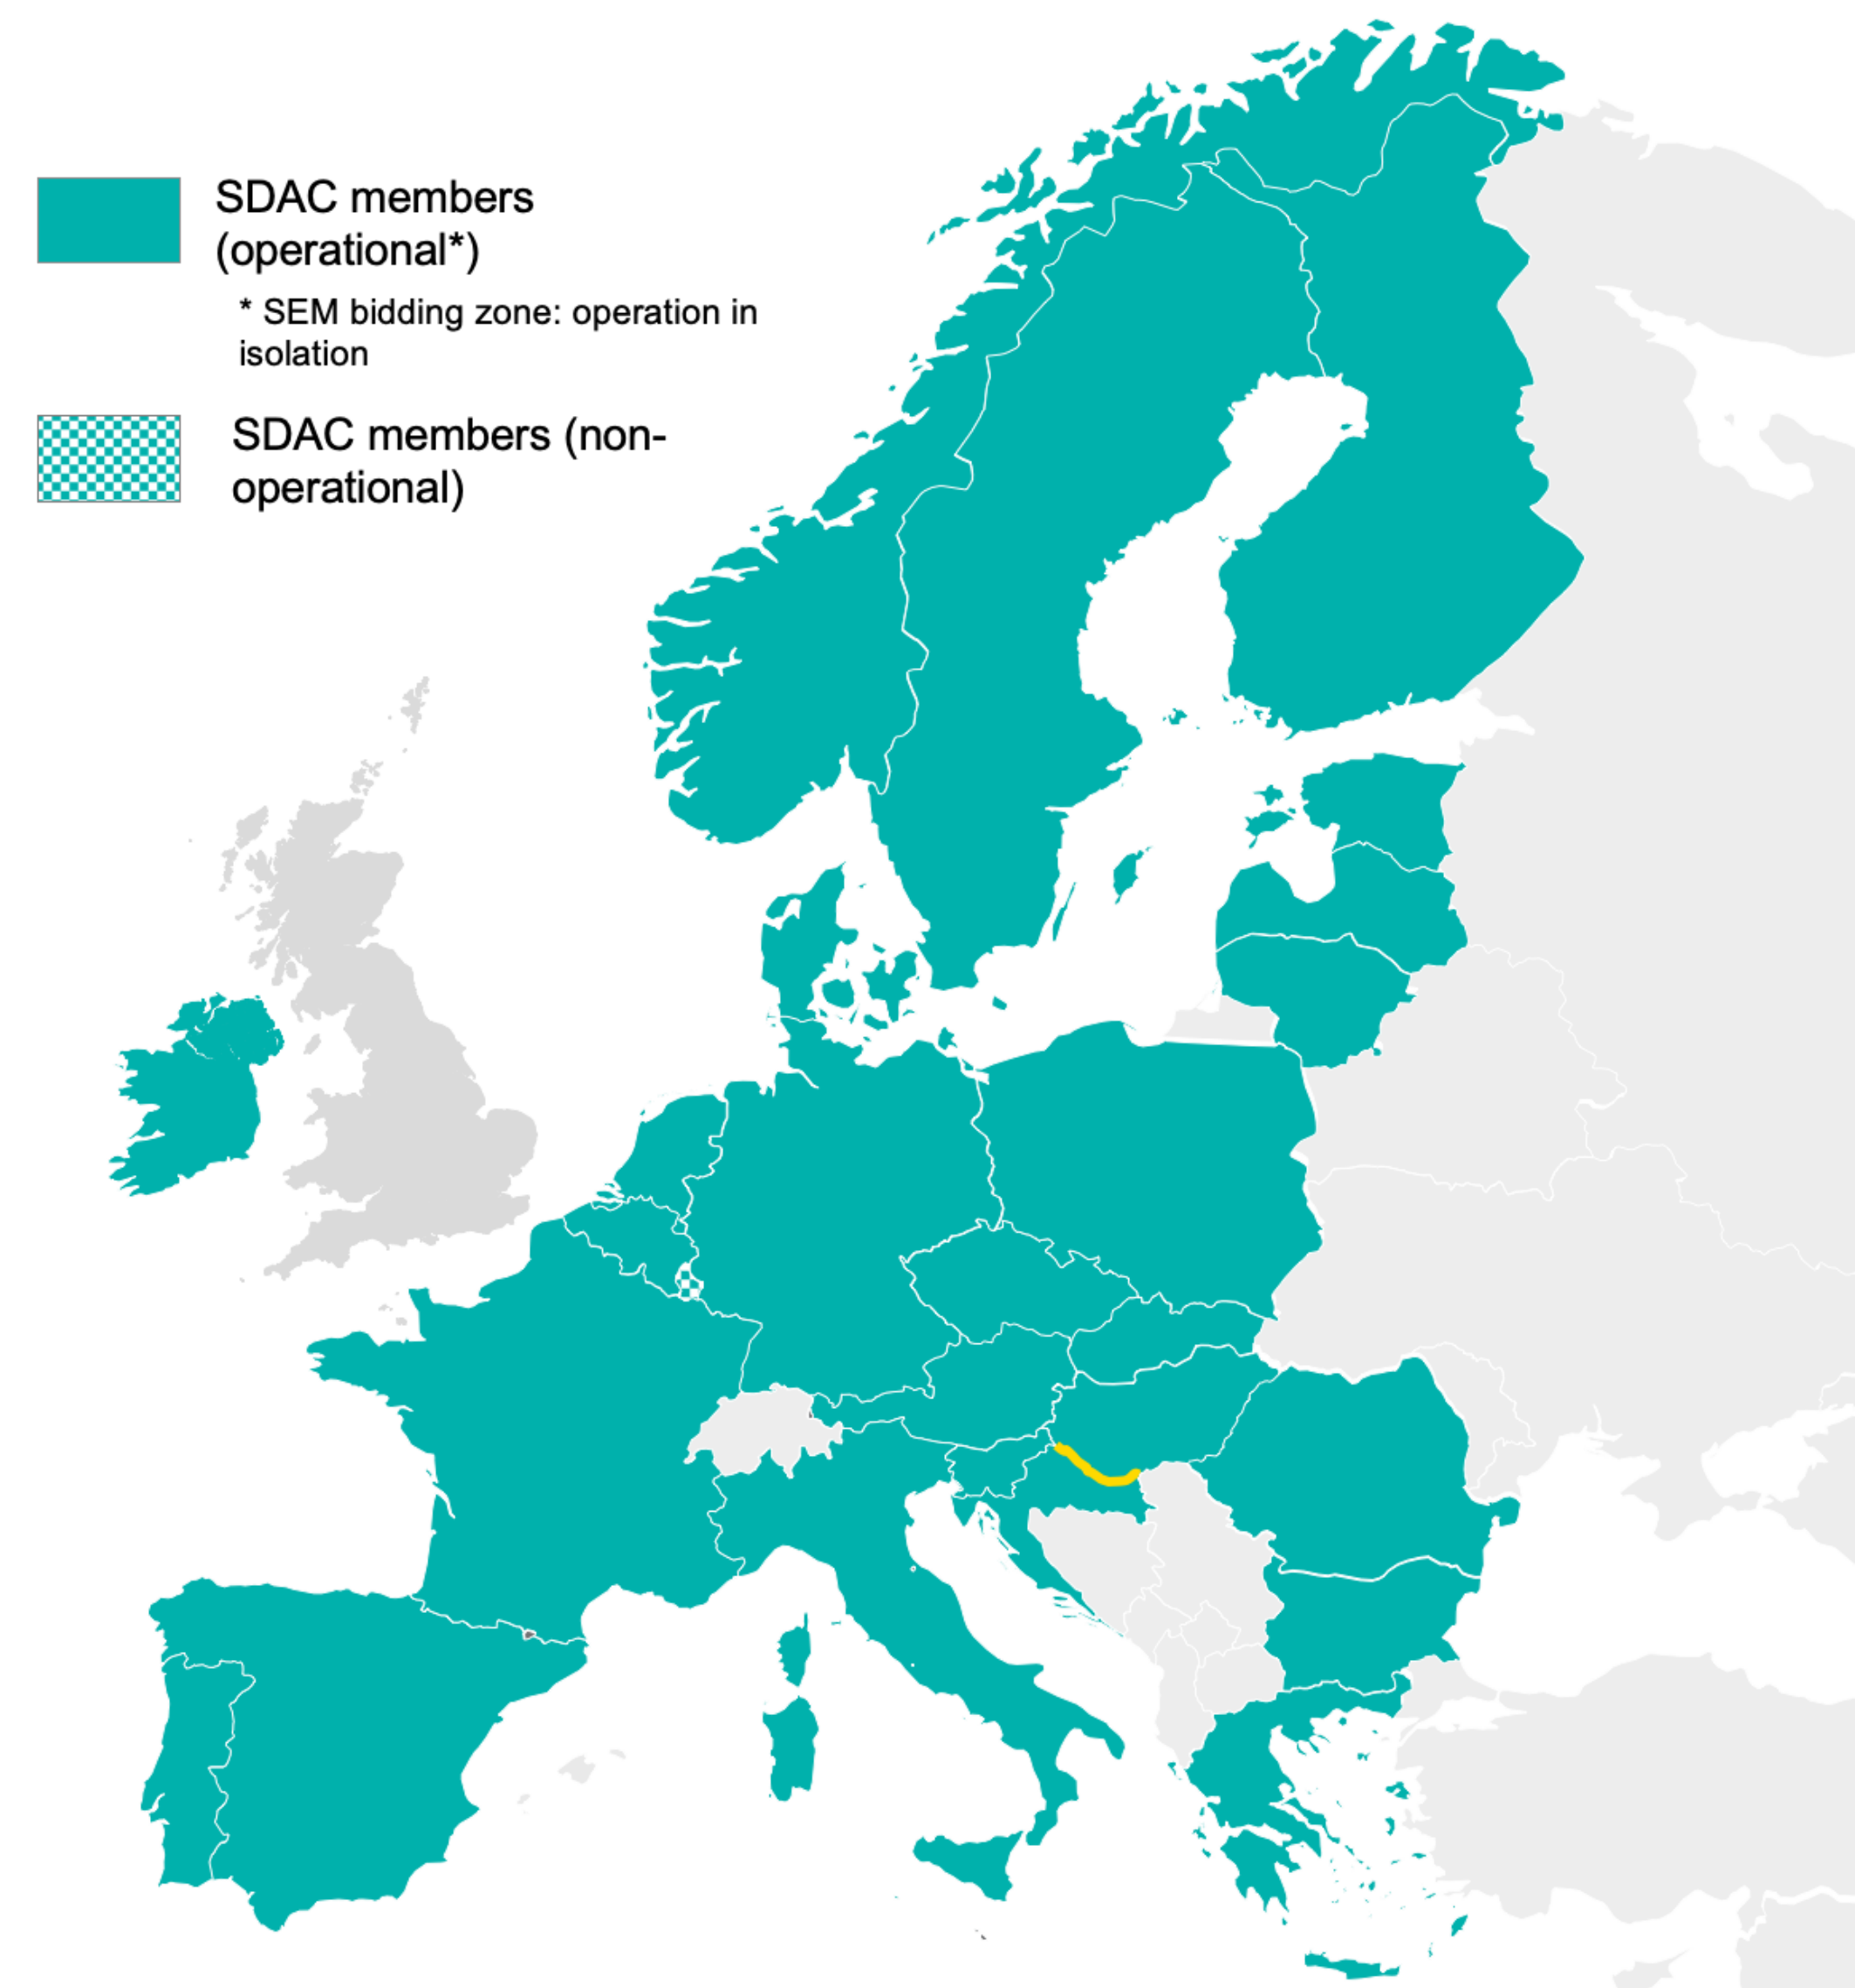 SDAC members
(operational*)
* SEM bidding zone: operation in
isolation
SDAC members (non-
operational)